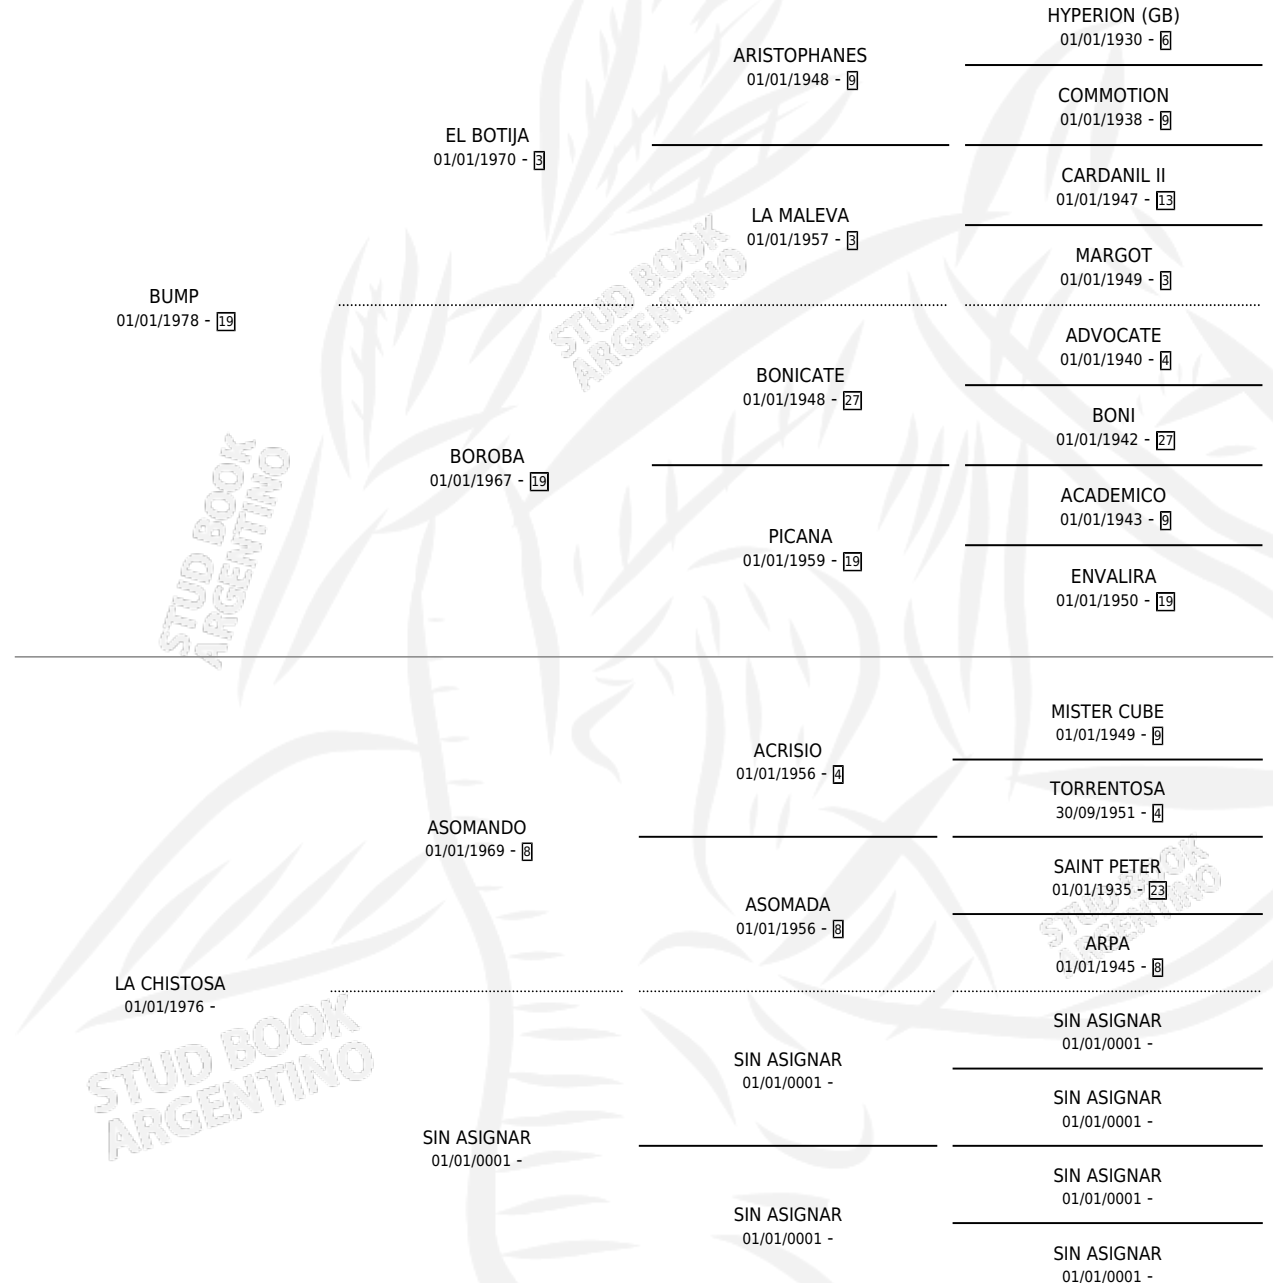 HYPERION (GB)
01/01/1930 - 6
ARISTOPHANES
01/01/1948 - 9
COMMOTION
01/01/1938 - 9
EL BOTIJA
01/01/1970 - 3
CARDANIL II
01/01/1947 - 13
LA MALEVA
01/01/1957 - 3
MARGOT
01/01/1949 - 3
BUMP
01/01/1978 - 19
ADVOCATE
01/01/1940 - 4
BONICATE
01/01/1948 - 27
BONI
01/01/1942 - 27
BOROBA
01/01/1967 - 19
ACADEMICO
01/01/1943 - 9
PICANA
01/01/1959 - 19
ENVALIRA
01/01/1950 - 19
MISTER CUBE
01/01/1949 - 9
ACRISIO
01/01/1956 - 4
TORRENTOSA
30/09/1951 - 4
ASOMANDO
01/01/1969 - 8
SAINT PETER
01/01/1935 - 23
ASOMADA
01/01/1956 - 8
ARPA
01/01/1945 - 8
LA CHISTOSA
01/01/1976 -
SIN ASIGNAR
01/01/0001 -
SIN ASIGNAR
01/01/0001 -
SIN ASIGNAR
01/01/0001 -
SIN ASIGNAR
01/01/0001 -
SIN ASIGNAR
01/01/0001 -
SIN ASIGNAR
01/01/0001 -
SIN ASIGNAR
01/01/0001 -
STUD BOOK
ARGENTINO
STUD BOOK
ARGENTINO
STUD BOOK
ARGENTINO
STUD BOOK
ARGENTINO